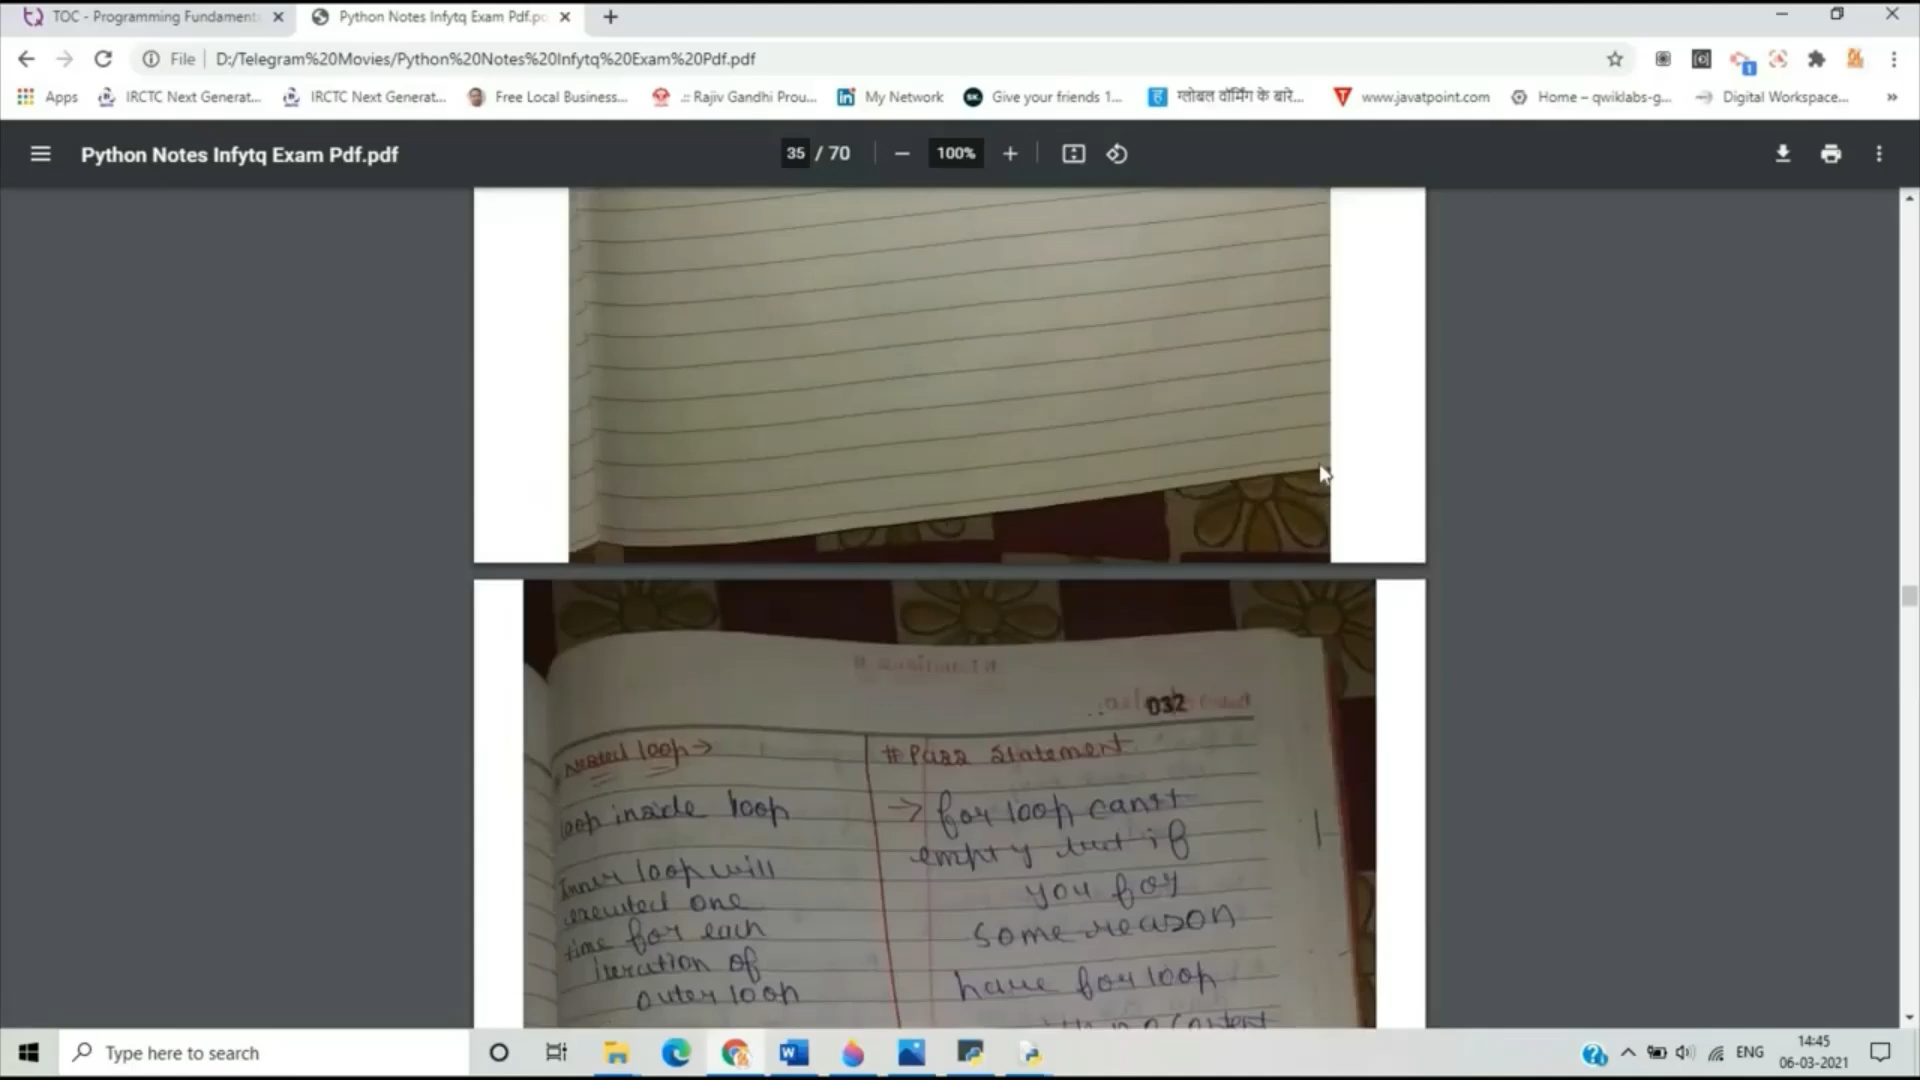 TOC - Programming Fundament
Python Notes Infytq Exam Pdf.po
File
D:/Telegram%20Movies/Python%20Notes%20Infytq%20Exam%20Pdf.pdf
Apps
IRCTC Next Generat...
IRCTC Next Generat...
Free Local Business...
.:: Rajiv Gandhi Prou...
My Network
Give your friends 1...
ग्लोबल वॉर्मिंग के बारे...
www.javatpoint.com
Home – qwiklabs-g...
Digital Workspace...
Python Notes Infytq Exam Pdf.pdf
35 / 70
100%
032
Nested loop→
loop inside loop
Inner loop will
executed one
time for each
iteration of
outer loop
# Pass Statement
→ for loop can't
empty but if
you for
some reason
have for loop
Type here to search
ENG
14:45
06-03-2021